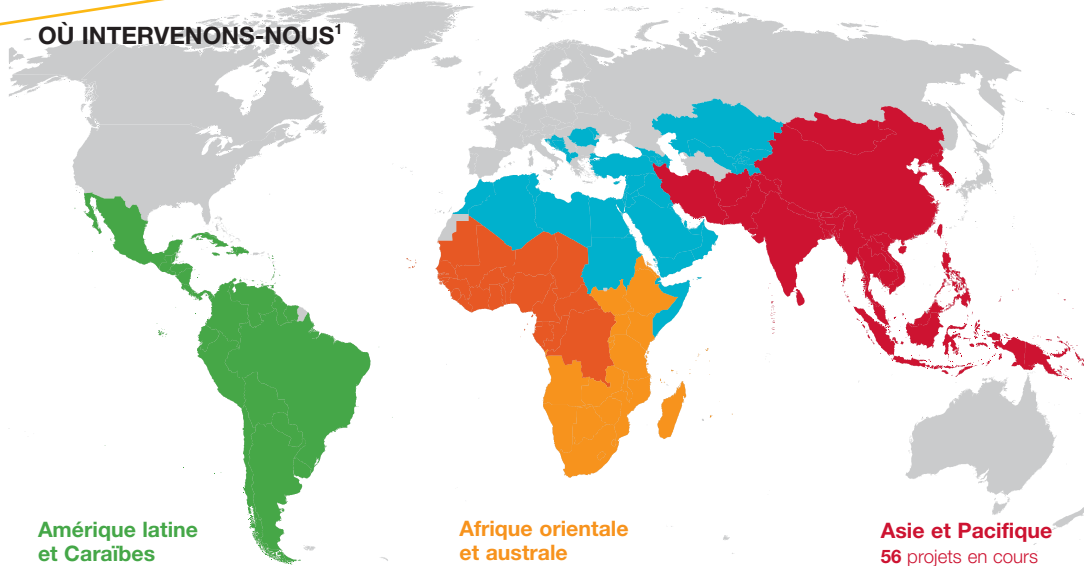 OÙ INTERVENONS-NOUS¹
Amérique latine
et Caraïbes
Afrique orientale
et australe
Asie et Pacifique
56 projets en cours